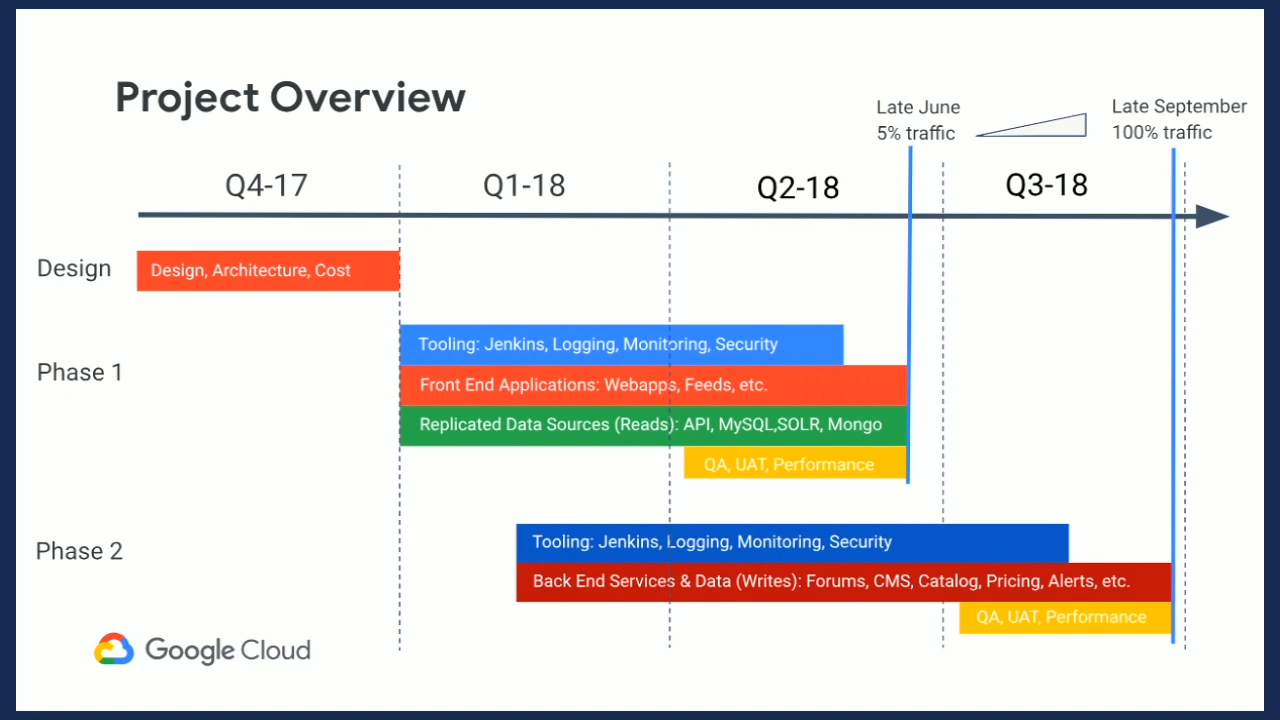 Project Overview
Late June
5% traffic
Late September
100% traffic
Q4-17
Q1-18
Q2-18
Q3-18
Design
Design, Architecture, Cost
Phase 1
Tooling: Jenkins, Logging, Monitoring, Security
Front End Applications: Webapps, Feeds, etc.
Replicated Data Sources (Reads): API, MySQL,SOLR, Mongo
QA, UAT, Performance
Phase 2
Tooling: Jenkins, Logging, Monitoring, Security
Back End Services & Data (Writes): Forums, CMS, Catalog, Pricing, Alerts, etc.
QA, UAT, Performance
Google Cloud